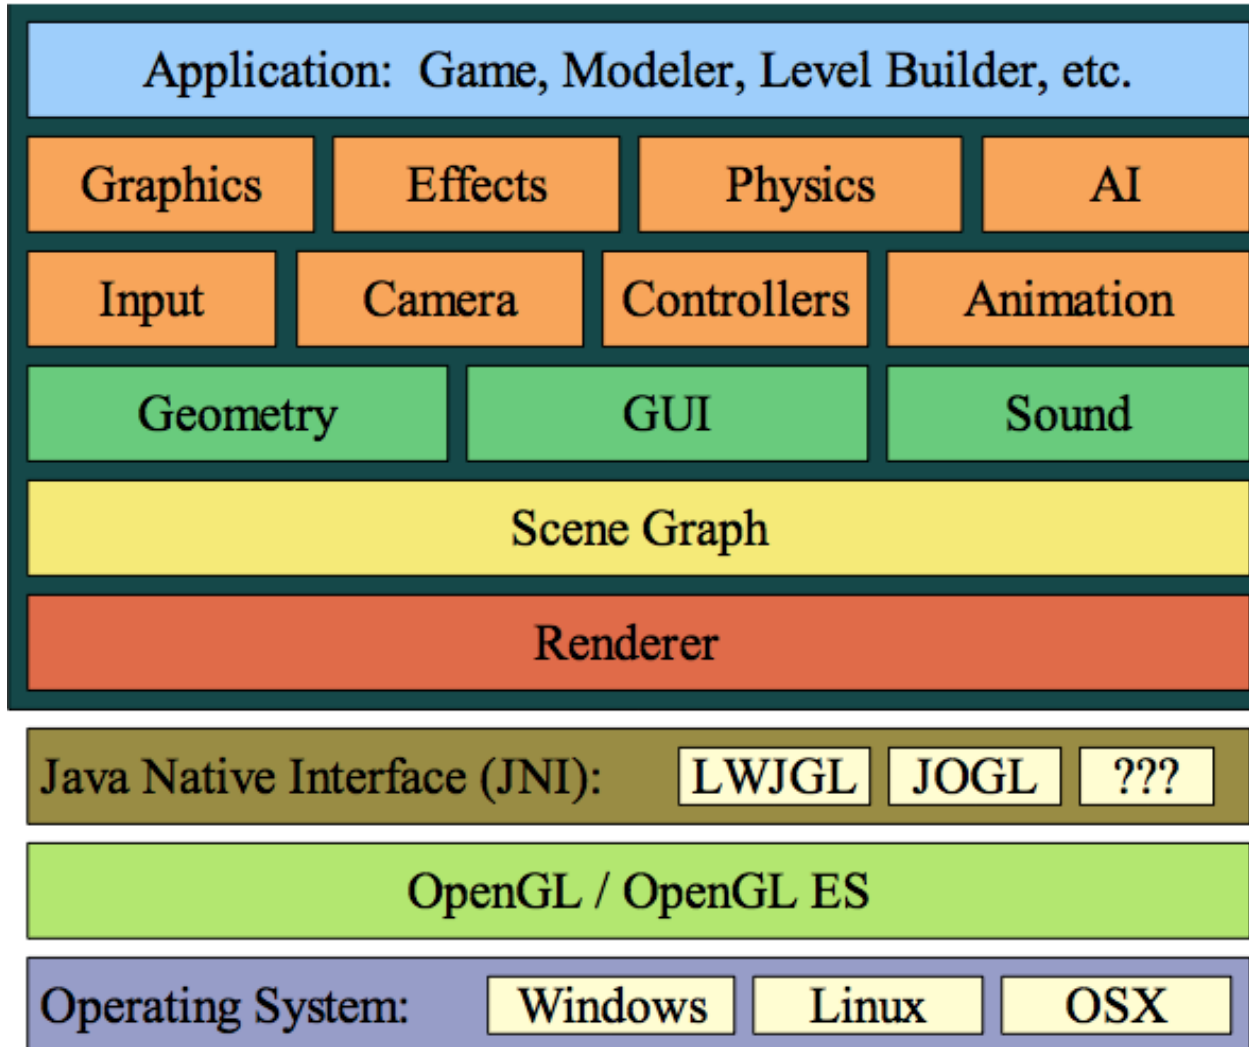 Application: Game, Modeler, Level Builder, etc.
Graphics Effects Physics AI
Input Camera Controllers Animation
Geometry GUI Sound
Scene Graph
Renderer
Java Native Interface (JNI): LWJGL JOGL ???
OpenGL / OpenGL ES
Operating System: Windows Linux OSX